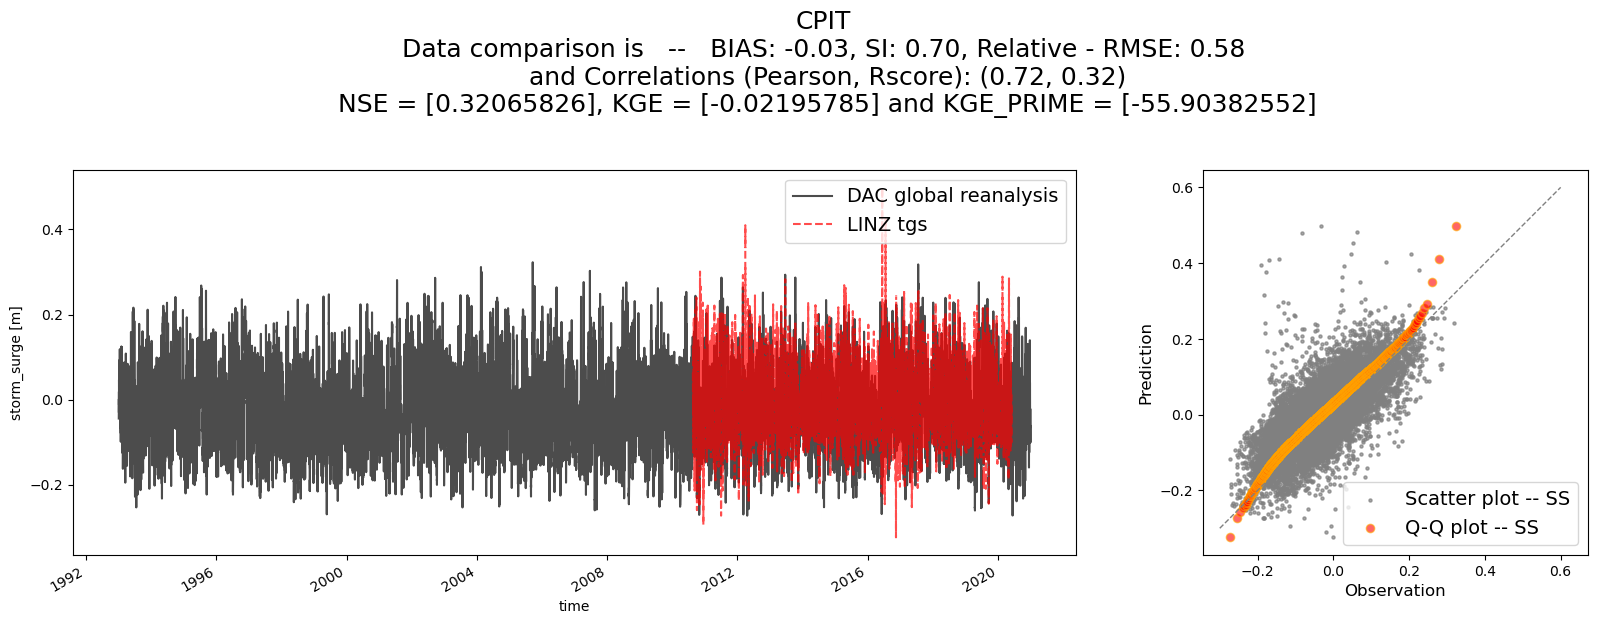 CPIT
Data comparison is -- BIAS: -0.03, SI: 0.70, Relative - RMSE: 0.58
and Correlations (Pearson, Rscore): (0.72, 0.32)
NSE = [0.32065826], KGE = [-0.02195785] and KGE_PRIME = [-55.90382552]
storm_surge [m]
0.4
0.2
0.0
−0.2
DAC global reanalysis
LINZ tgs
1992
1996
2000
2004
2008
2012
2016
2020
time
Prediction
0.6
0.4
0.2
0.0
−0.2
Scatter plot -- SS
Q-Q plot -- SS
−0.2
0.0
0.2
0.4
0.6
Observation